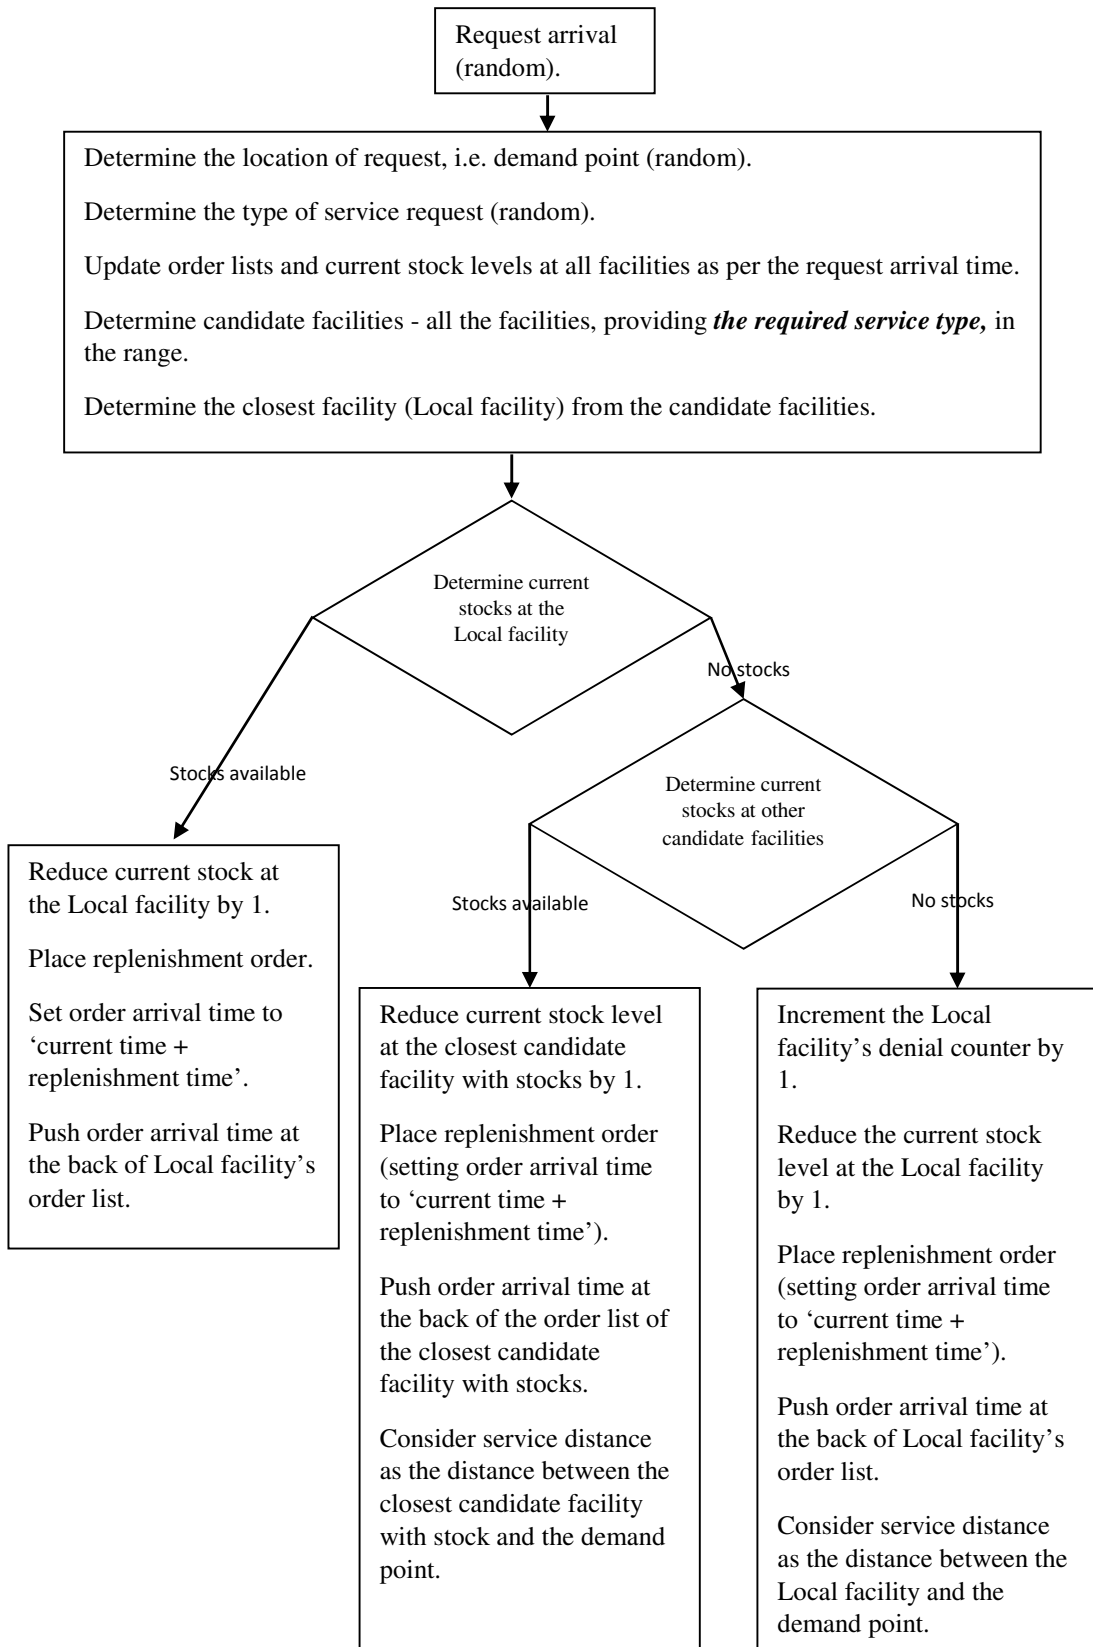 Request arrival
(random).
Determine the location of request, i.e. demand point (random).
Determine the type of service request (random).
Update order lists and current stock levels at all facilities as per the request arrival time.
Determine candidate facilities - all the facilities, providing the required service type, in
the range.
Determine the closest facility (Local facility) from the candidate facilities.
Determine current
stocks at the
Local facility
No stocks
Stocks available
Determine current
stocks at other
candidate facilities
Stocks available
No stocks
Reduce current stock at
the Local facility by 1.
Place replenishment order.
Set order arrival time to
‘current time +
replenishment time’.
Push order arrival time at
the back of Local facility’s
order list.
Reduce current stock level
at the closest candidate
facility with stocks by 1.
Place replenishment order
(setting order arrival time
to ‘current time +
replenishment time’).
Push order arrival time at
the back of the order list of
the closest candidate
facility with stocks.
Consider service distance
as the distance between the
closest candidate facility
with stock and the demand
point.
Increment the Local
facility’s denial counter by
1.
Reduce the current stock
level at the Local facility
by 1.
Place replenishment order
(setting order arrival time
to ‘current time +
replenishment time’).
Push order arrival time at
the back of Local facility’s
order list.
Consider service distance
as the distance between the
Local facility and the
demand point.